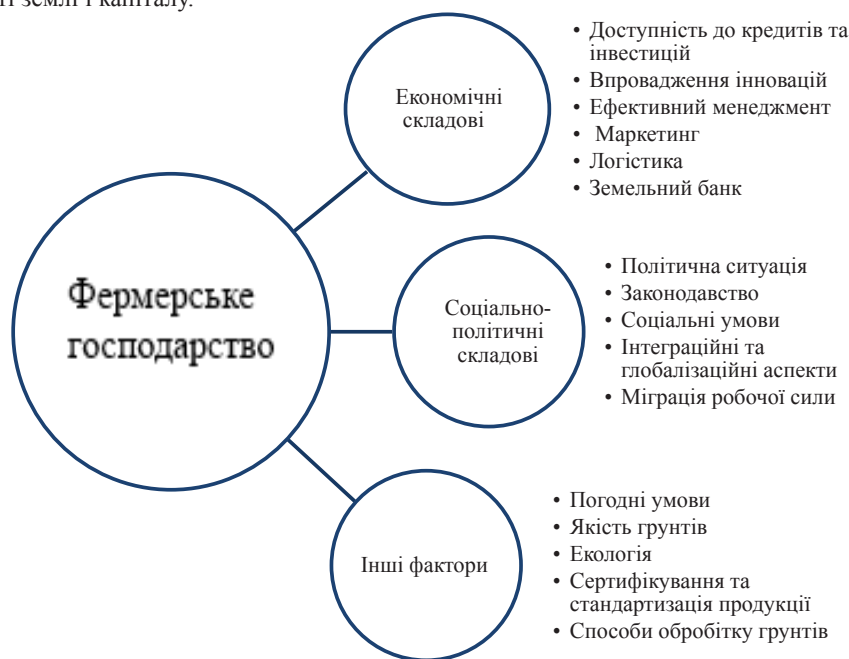 землі і капіталу.
Економічні
складові
• Доступність до кредитів та
інвестицій
• Впровадження інновацій
• Ефективний менеджмент
• Маркетинг
• Логістика
• Земельний банк
Фермерське
господарство
Соціально-
політичні
складові
• Політична ситуація
• Законодавство
• Соціальні умови
• Інтеграційні та
глобалізаційні аспекти
• Міграція робочої сили
Інші фактори
• Погодні умови
• Якість грунтів
• Екологія
• Сертифікування та
стандартизація продукції
• Способи обробітку грунтів